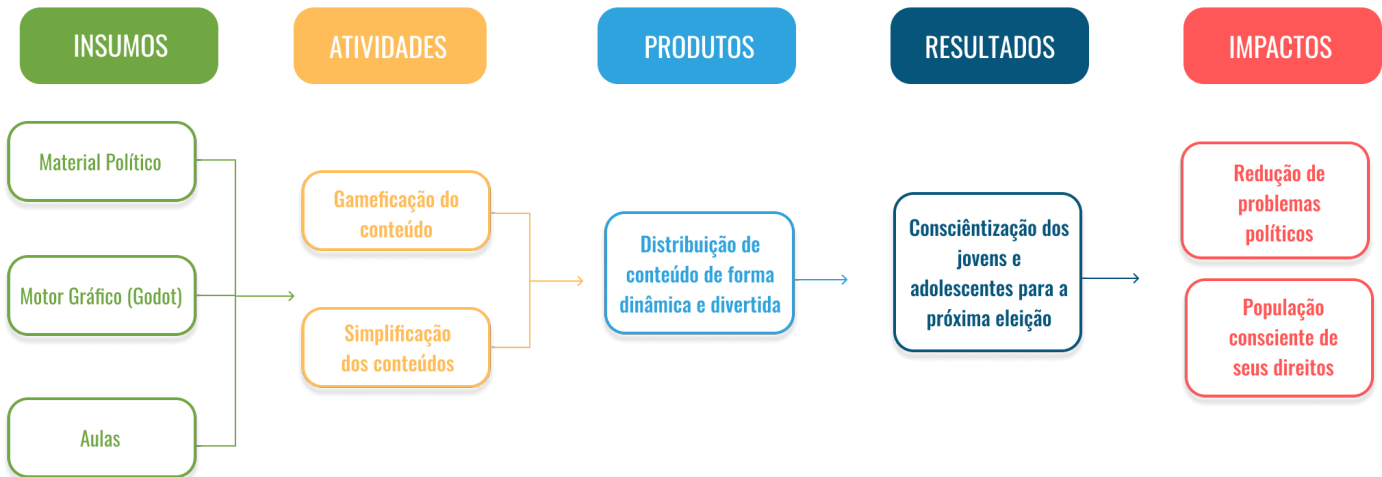 INSUMOS
ATIVIDADES
PRODUTOS
RESULTADOS
IMPACTOS
Material Político
Motor Gráfico (Godot)
Aulas
Gameficação do
conteúdo
Simplificação
dos conteúdos
Distribuição de
conteúdo de forma
dinâmica e divertida
Consciêntização dos
jovens e
adolescentes para a
próxima eleição
Redução de
problemas
políticos
População
consciente de
seus direitos